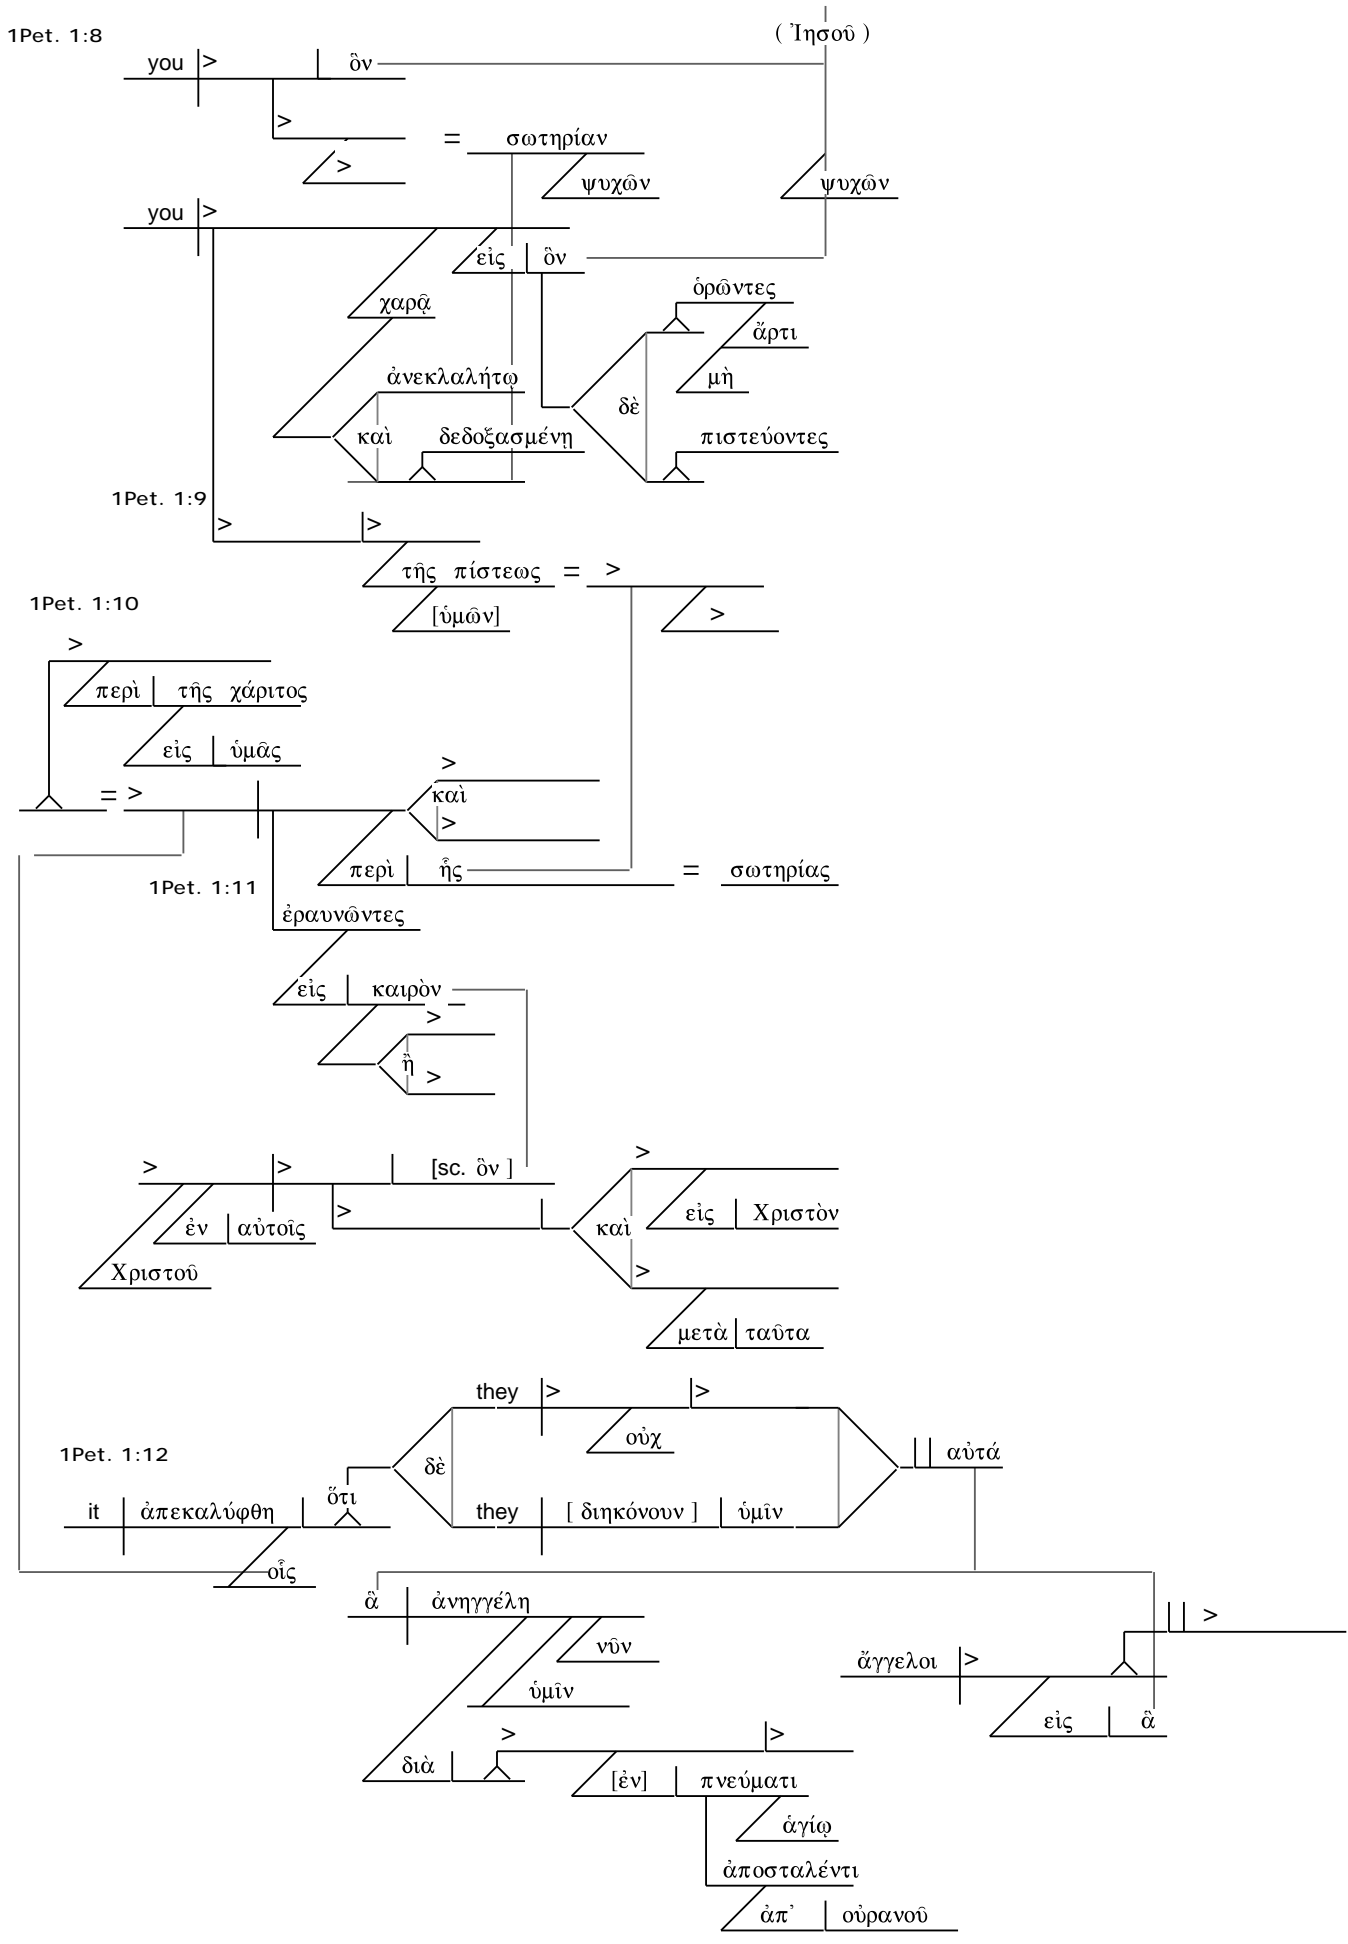 ( Ἰησοῦ )
1Pet. 1:8
you > ὃν
>
= σωτηρίαν
>
ψυχῶν ψυχῶν
you >
εἰς ὃν
ὁρῶντες
χαρᾷ
ἄρτι
ἀνεκλαλήτῳ μὴ
δὲ
καὶ δεδοξασμένῃ πιστεύοντες
1Pet. 1:9
> >
τῆς πίστεως = >
1Pet. 1:10
[ὑμῶν] >
>
περὶ τῆς χάριτος
εἰς ὑμᾶς
>
= > καὶ
>
περὶ ἧς = σωτηρίας
1Pet. 1:11
ἐραυνῶντες
εἰς καιρὸν
>
ἢ
>
>
> > [sc. ὃν ]
> εἰς Χριστὸν
ἐν αὐτοῖς καὶ
Χριστοῦ >
μετὰ ταῦτα
they > >
οὐχ
1Pet. 1:12
δὲ αὐτά
ὅτι
it ἀπεκαλύφθη they [ διηκόνουν ] ὑμῖν
οἷς
ἃ ἀνηγγέλη
>
νῦν
ἄγγελοι >
ὑμῖν
εἰς ἃ
> >
διὰ [ἐν] πνεύματι
ἁγίῳ
ἀποσταλέντι
ἀπ' οὐρανοῦ